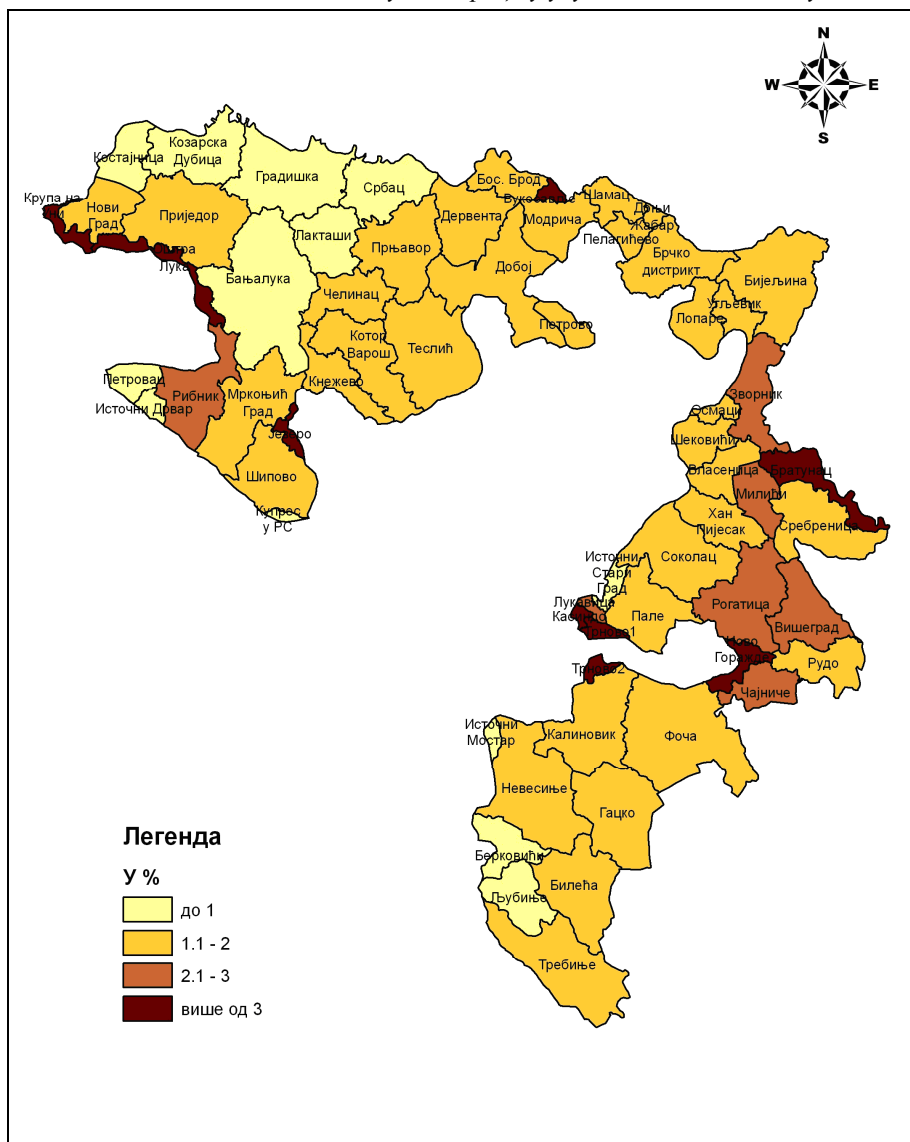 N
W
E
S
Костајница
Козарска
Дубица
Градишка
Србац
Крупа на
Нови
Град
Приједор
Лука
Бањалука
Лакташи
Прњавор
Дервента
Бос. Брод
Вукосавље
Модрича
Шамац
Доњи
Жабар
Пелагићево
Брчко
дистрикт
Добој
Петрово
Челинац
Котор
Варош
Теслић
Кнежево
Лопаре
Угљевик
Бијељина
Петровац
Источни Дрвар
Рибник
Мркоњић
Град
Језеро
Шипово
Купрес
у РС
Зворник
Осмаци
Шековићи
Власеница
Братунац
Милићи
Сребреница
Хан
Пијесак
Соколац
Источни
Стари
Град
Лукавица
Касиндо
Трново1
Пале
Рогатица
Вишеград
Ново
Горажде
Рудо
Чајниче
Трново2
Источни
Мостар
Калиновик
Фоча
Невесиње
Гацко
Берковићи
Љубиње
Билећа
Требиње
Легенда
У %
до 1
1.1 - 2
2.1 - 3
више од 3